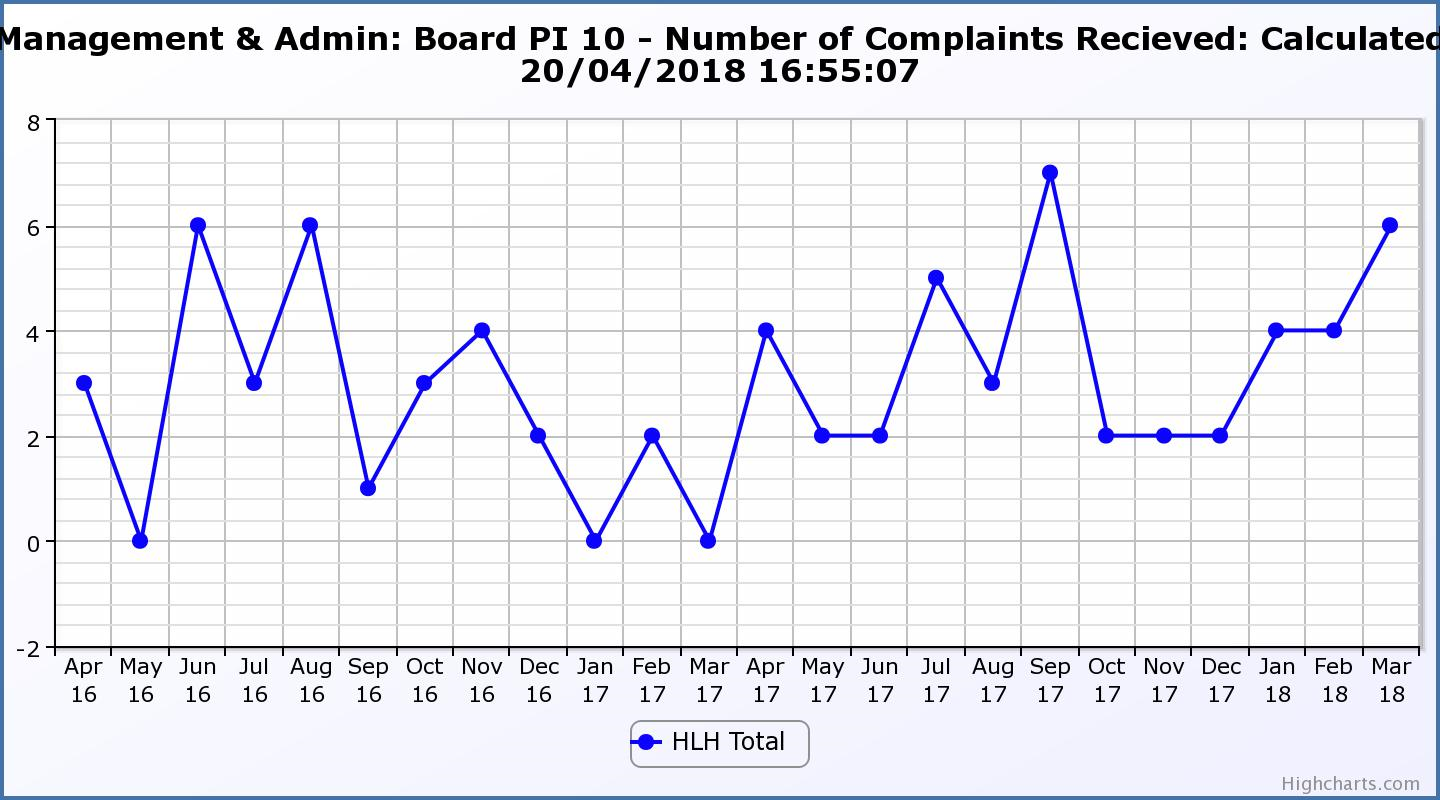 Management & Admin: Board PI 10 - Number of Complaints Recieved: Calculated
20/04/2018 16:55:07
8
6
4
2
0
-2
Apr May Jun Jul Aug Sep Oct Nov Dec Jan Feb Mar Apr May Jun Jul Aug Sep Oct Nov Dec Jan Feb Mar
16 16 16 16 16 16 16 16 16 17 17 17 17 17 17 17 17 17 17 17 17 18 18 18
HLH Total
Highcharts.com